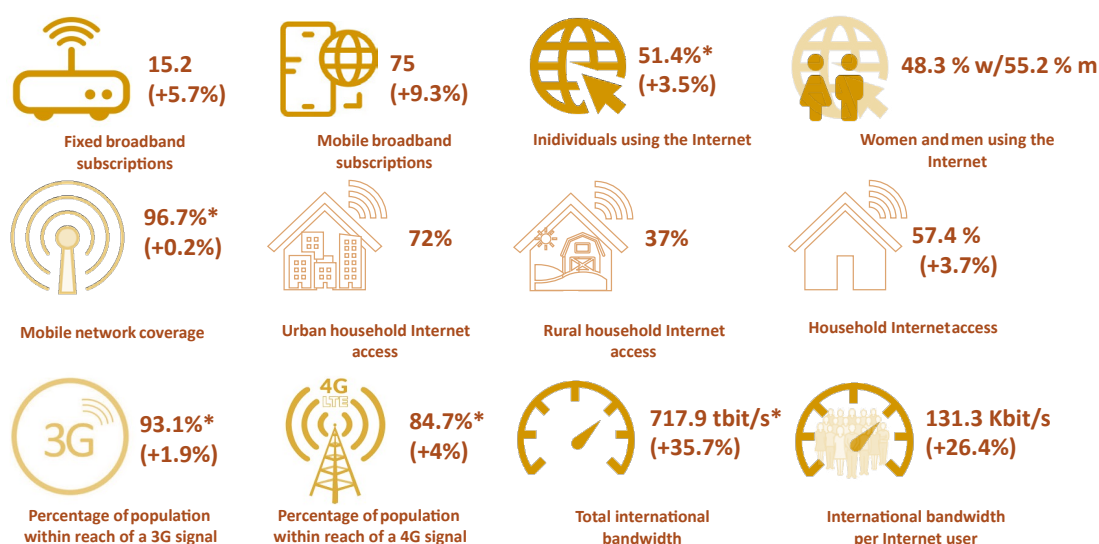 15.2
(+5.7%)
Fixed broadband
subscriptions
75
(+9.3%)
Mobile broadband
subscriptions
51.4%*
(+3.5%)
Inidividuals using the Internet
48.3 % w/55.2 % m
Women and men using the
Internet
96.7%*
(+0.2%)
Mobile network coverage
72%
Urban household Internet
access
37%
Rural household Internet
access
57.4 %
(+3.7%)
Household Internet access
3G
93.1%*
(+1.9%)
Percentage of population
within reach of a 3G signal
4G
LTE
84.7%*
(+4%)
Percentage of population
within reach of a 4G signal
717.9 tbit/s*
(+35.7%)
Total international
bandwidth
131.3 Kbit/s
(+26.4%)
International bandwidth
per Internet user